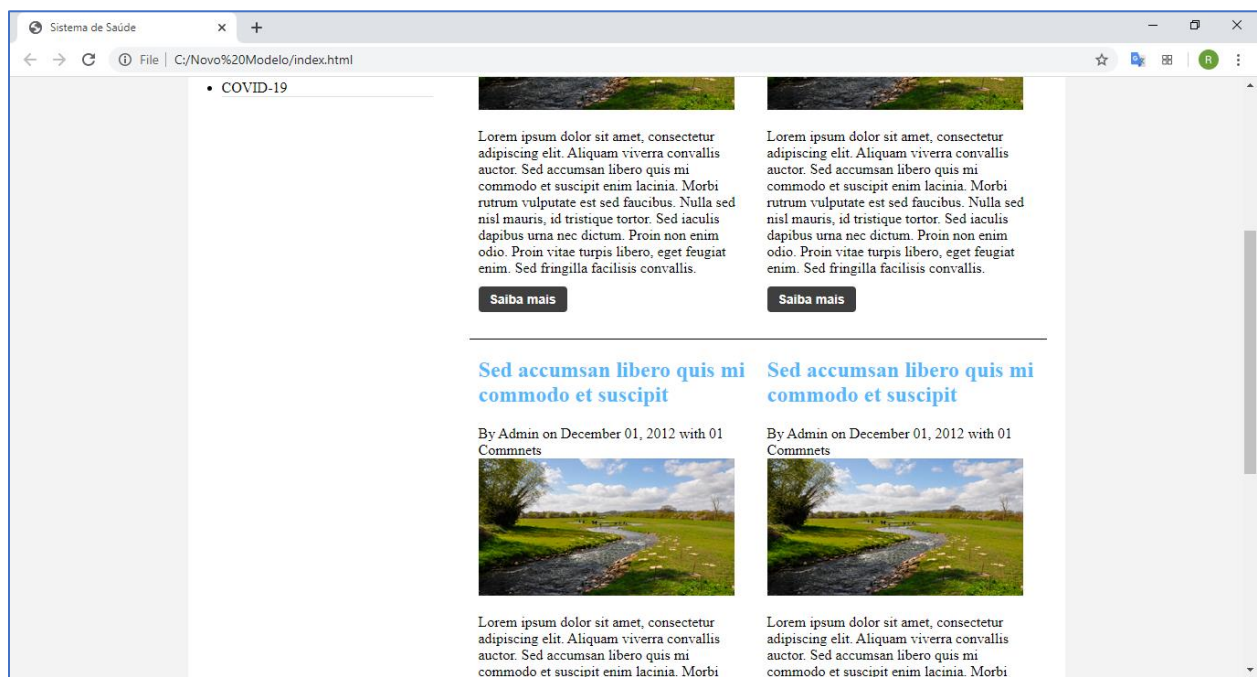 Sistema de Saúde
File
C:/Novo%20Modelo/index.html
R
COVID-19
Lorem ipsum dolor sit amet, consectetur
adipiscing elit. Aliquam viverra convallis
auctor. Sed accumsan libero quis mi
commodo et suscipit enim lacinia. Morbi
rutrum vulputate est sed faucibus. Nulla sed
nisl mauris, id tristique tortor. Sed iaculis
dapibus urna nec dictum. Proin non enim
odio. Proin vitae turpis libero, eget feugiat
enim. Sed fringilla facilisis convallis.
Saiba mais
Lorem ipsum dolor sit amet, consectetur
adipiscing elit. Aliquam viverra convallis
auctor. Sed accumsan libero quis mi
commodo et suscipit enim lacinia. Morbi
rutrum vulputate est sed faucibus. Nulla sed
nisl mauris, id tristique tortor. Sed iaculis
dapibus urna nec dictum. Proin non enim
odio. Proin vitae turpis libero, eget feugiat
enim. Sed fringilla facilisis convallis.
Saiba mais
Sed accumsan libero quis mi
commodo et suscipit
By Admin on December 01, 2012 with 01
Commnets
Lorem ipsum dolor sit amet, consectetur
adipiscing elit. Aliquam viverra convallis
auctor. Sed accumsan libero quis mi
commodo et suscipit enim lacinia. Morbi
Sed accumsan libero quis mi
commodo et suscipit
By Admin on December 01, 2012 with 01
Commnets
Lorem ipsum dolor sit amet, consectetur
adipiscing elit. Aliquam viverra convallis
auctor. Sed accumsan libero quis mi
commodo et suscipit enim lacinia. Morbi